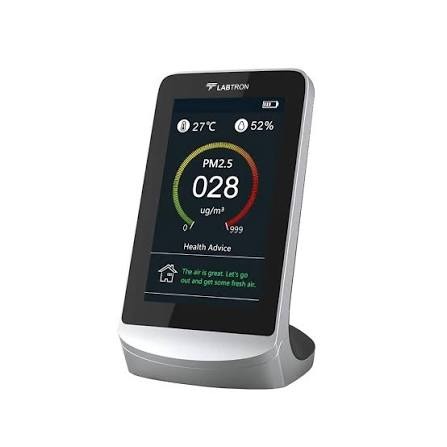 LABTRON
27°C 52%
PM2.5
028
ug/m³
0 999
Health Advice
The air is great. Let's go
out and get some fresh air.